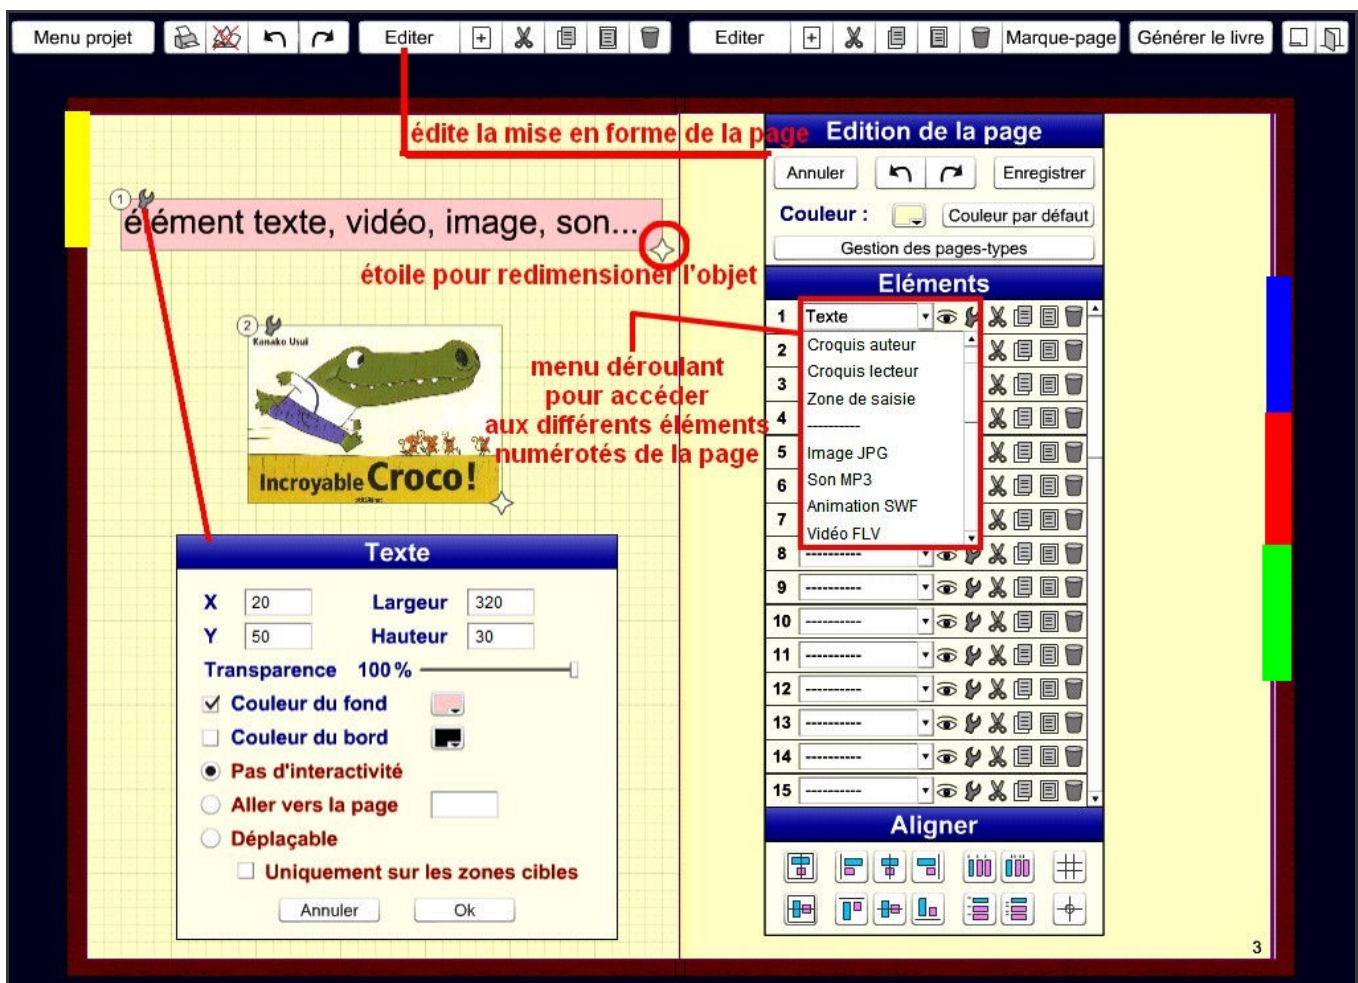 Menu projet
Editer
Editer
Marque-page
Générer le livre
édite la mise en forme de la page
Edition de la page
Annuler
Enregistrer
Couleur :
Couleur par défaut
Gestion des pages-types
1
élément texte, vidéo, image, son...
étoile pour redimensioner l'objet
Eléments
1 Texte
2
3
4
5
6
7
Croquis auteur
Croquis lecteur
Zone de saisie
----------
Image JPG
Son MP3
Animation SWF
Vidéo FLV
menu déroulant
pour accéder
aux différents éléments
numérotés de la page
2
Kanako Usui
Incroyable Croco!
8 ----------
9 ----------
10 ----------
11 ----------
12 ----------
13 ----------
14 ----------
15 ----------
Texte
X 20 Largeur 320
Y 50 Hauteur 30
Transparence 100 %
Couleur du fond
Couleur du bord
Pas d'interactivité
Aller vers la page
Déplaçable
Uniquement sur les zones cibles
Annuler
Ok
Aligner
3